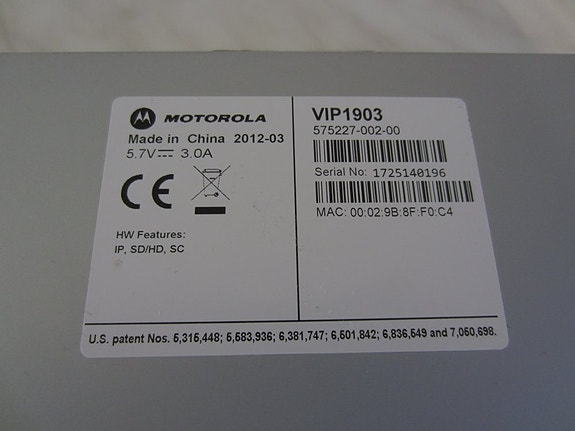 MOTOROLA
Made in China 2012-03
5.7V⎓ 3.0A
CE
HW Features:
IP, SD/HD, SC
VIP1903
575227-002-00
Serial No: 1725140196
MAC: 00:02:9B:8F:F0:C4
U.S. patent Nos. 5,315,448; 5,583,936; 6,381,747; 6,501,842; 6,836,549 and 7,050,698.